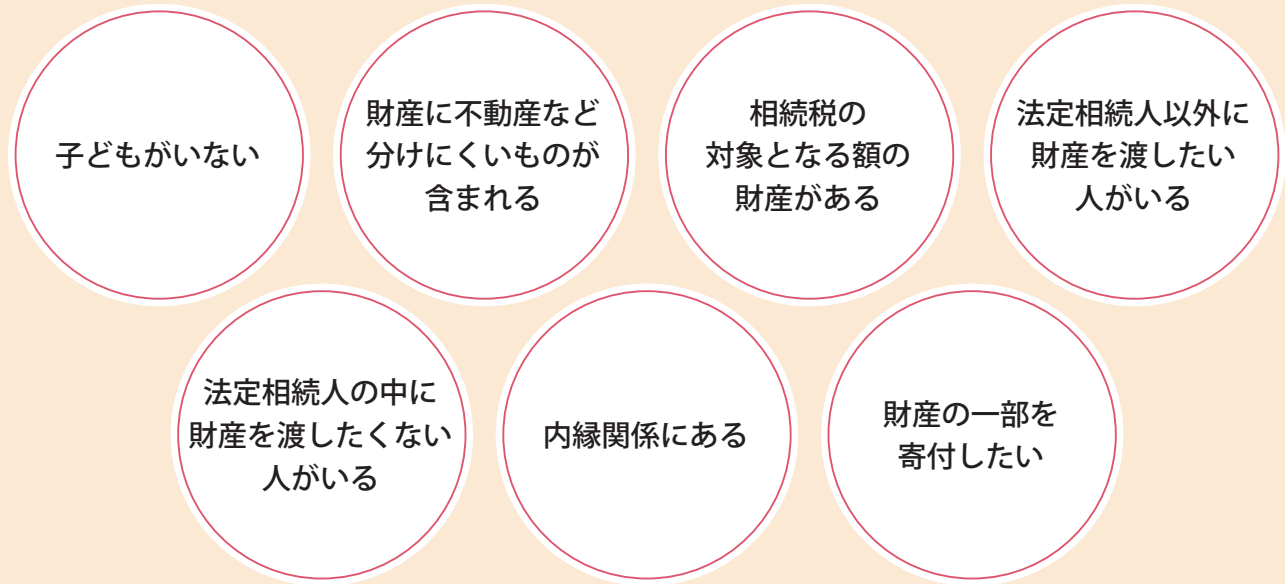 子どもがいない
財産に不動産など
分けにくいものが
含まれる
相続税の
対象となる額の
財産がある
法定相続人以外に
財産を渡したい
人がいる
法定相続人の中に
財産を渡したくない
人がいる
内縁関係にある
財産の一部を
寄付したい